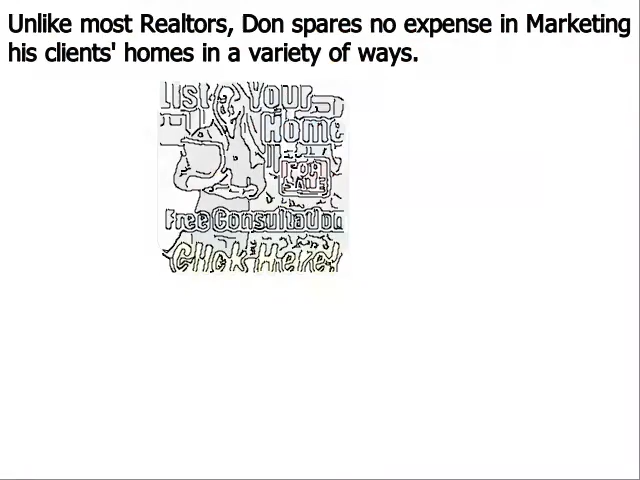 Unlike most Realtors, Don spares no expense in Marketing
his clients' homes in a variety of ways.
List Your
Home
FOR
SALE
Free Consultation
Click Here!